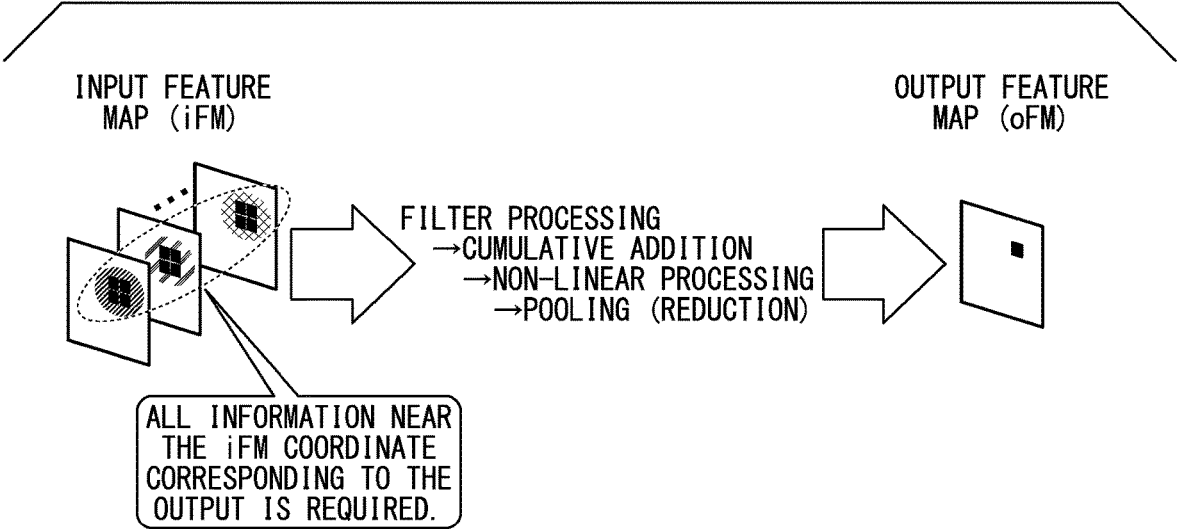 INPUT FEATURE
MAP (iFM)
OUTPUT FEATURE
MAP (oFM)
FILTER PROCESSING
→CUMULATIVE ADDITION
→NON-LINEAR PROCESSING
→POOLING (REDUCTION)
ALL INFORMATION NEAR
THE iFM COORDINATE
CORRESPONDING TO THE
OUTPUT IS REQUIRED.